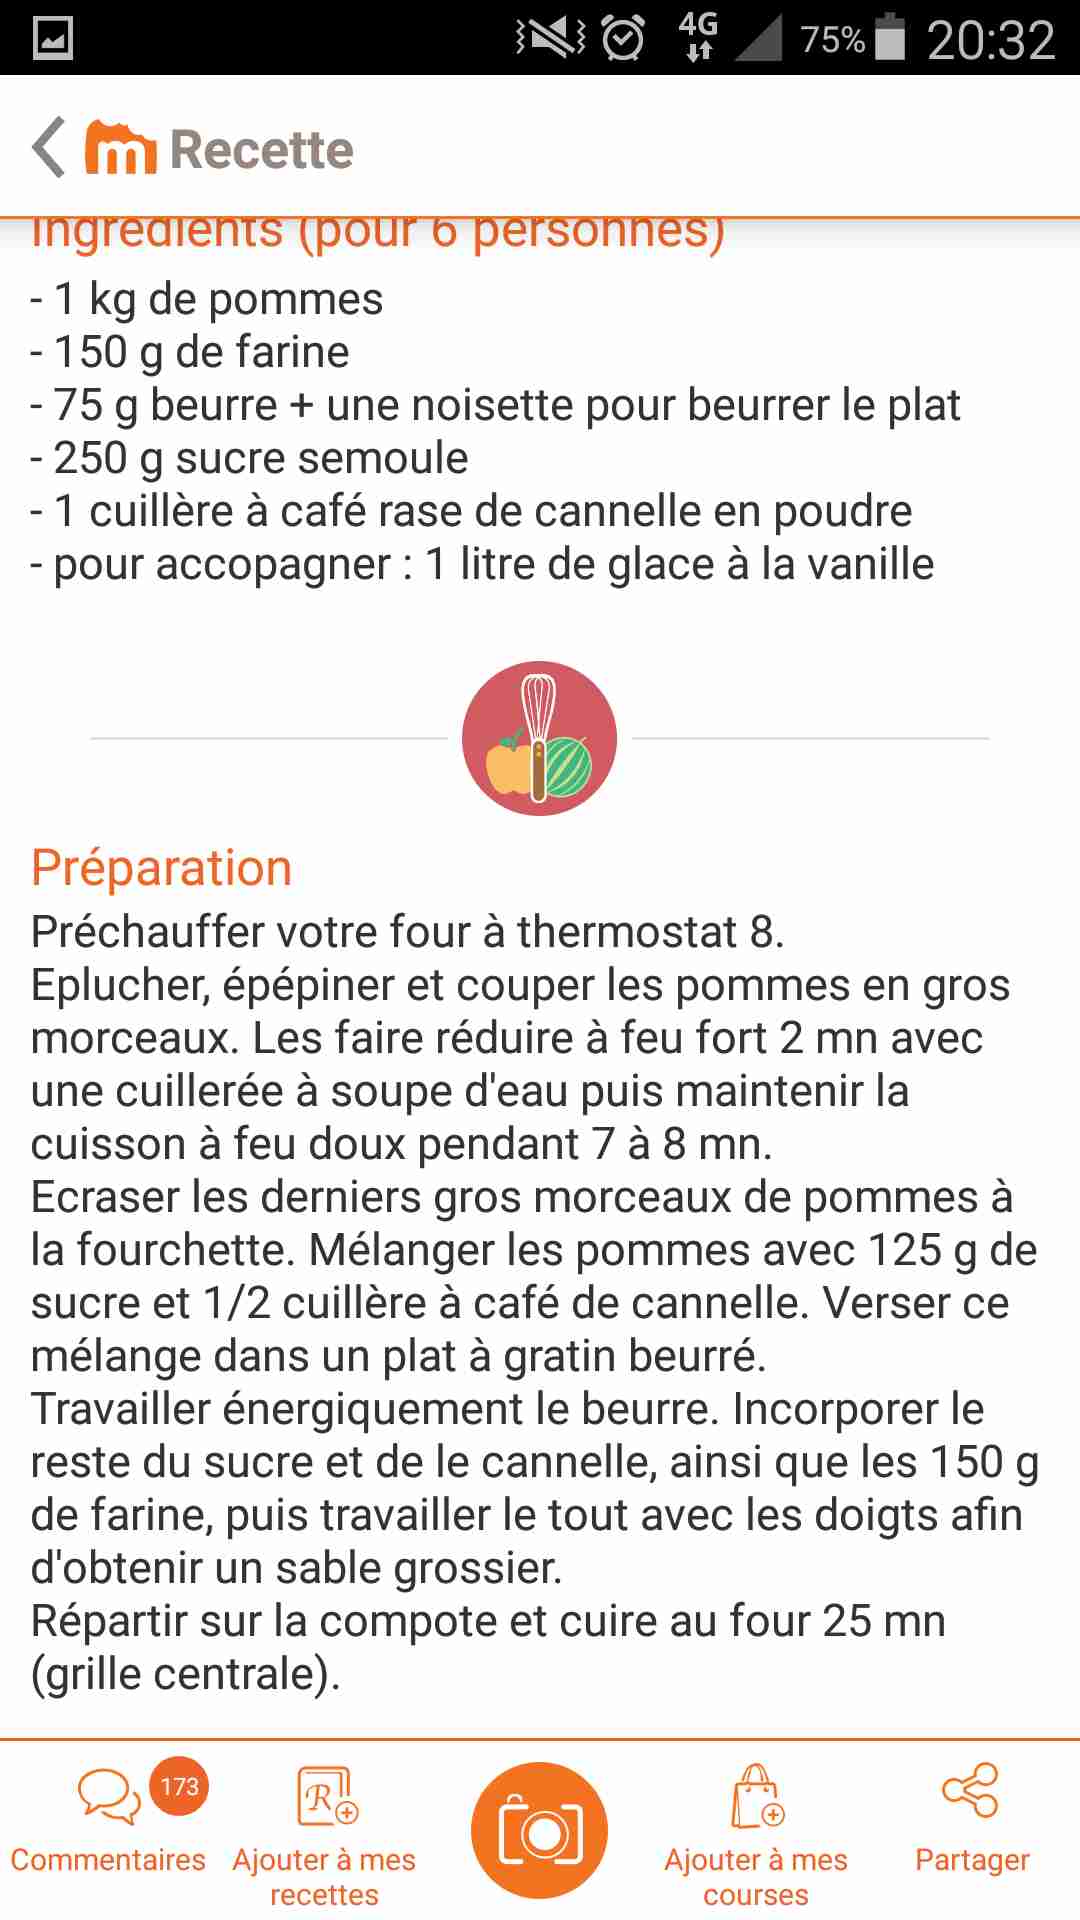 4G
75%
20:32
m Recette
Ingrédients (pour 6 personnes)
- 1 kg de pommes
- 150 g de farine
- 75 g beurre + une noisette pour beurrer le plat
- 250 g sucre semoule
- 1 cuillère à café rase de cannelle en poudre
- pour accopagner : 1 litre de glace à la vanille
Préparation
Préchauffer votre four à thermostat 8.
Eplucher, épépiner et couper les pommes en gros
morceaux. Les faire réduire à feu fort 2 mn avec
une cuillerée à soupe d'eau puis maintenir la
cuisson à feu doux pendant 7 à 8 mn.
Ecraser les derniers gros morceaux de pommes à
la fourchette. Mélanger les pommes avec 125 g de
sucre et 1/2 cuillère à café de cannelle. Verser ce
mélange dans un plat à gratin beurré.
Travailler énergiquement le beurre. Incorporer le
reste du sucre et de le cannelle, ainsi que les 150 g
de farine, puis travailler le tout avec les doigts afin
d'obtenir un sable grossier.
Répartir sur la compote et cuire au four 25 mn
(grille centrale).
173
R
Commentaires
Ajouter à mes
recettes
Ajouter à mes
courses
Partager